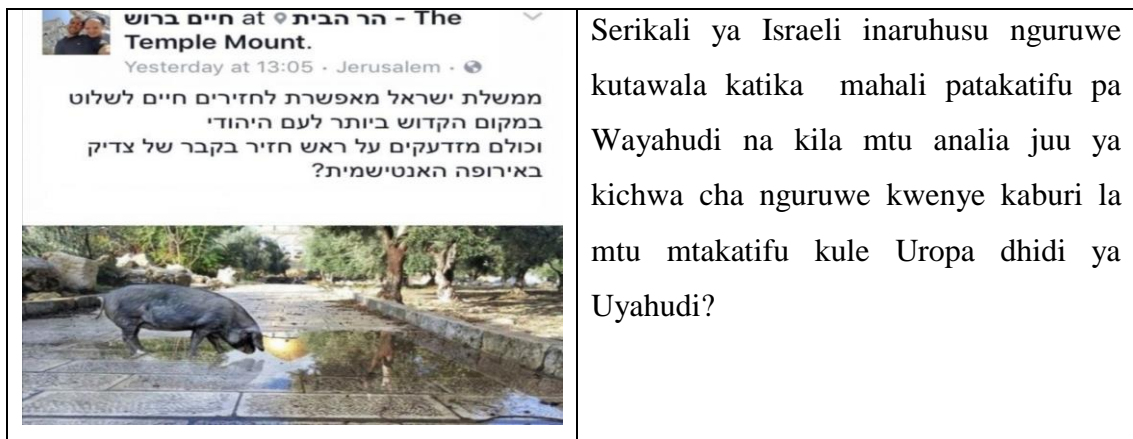 חיים ברוש at הר הבית - The
Temple Mount.
Yesterday at 13:05 · Jerusalem ·
ממשלת ישראל מאפשרת לחזירים חיים לשלוט
במקום הקדוש ביותר לעם היהודי
וכולם מזדעקים על ראש חזיר בקבר של צדיק
באירופה האנטישמית?
Serikali ya Israeli inaruhusu nguruwe
kutawala katika mahali patakatifu pa
Wayahudi na kila mtu analia juu ya
kichwa cha nguruwe kwenye kaburi la
mtu mtakatifu kule Uropa dhidi ya
Uyahudi?